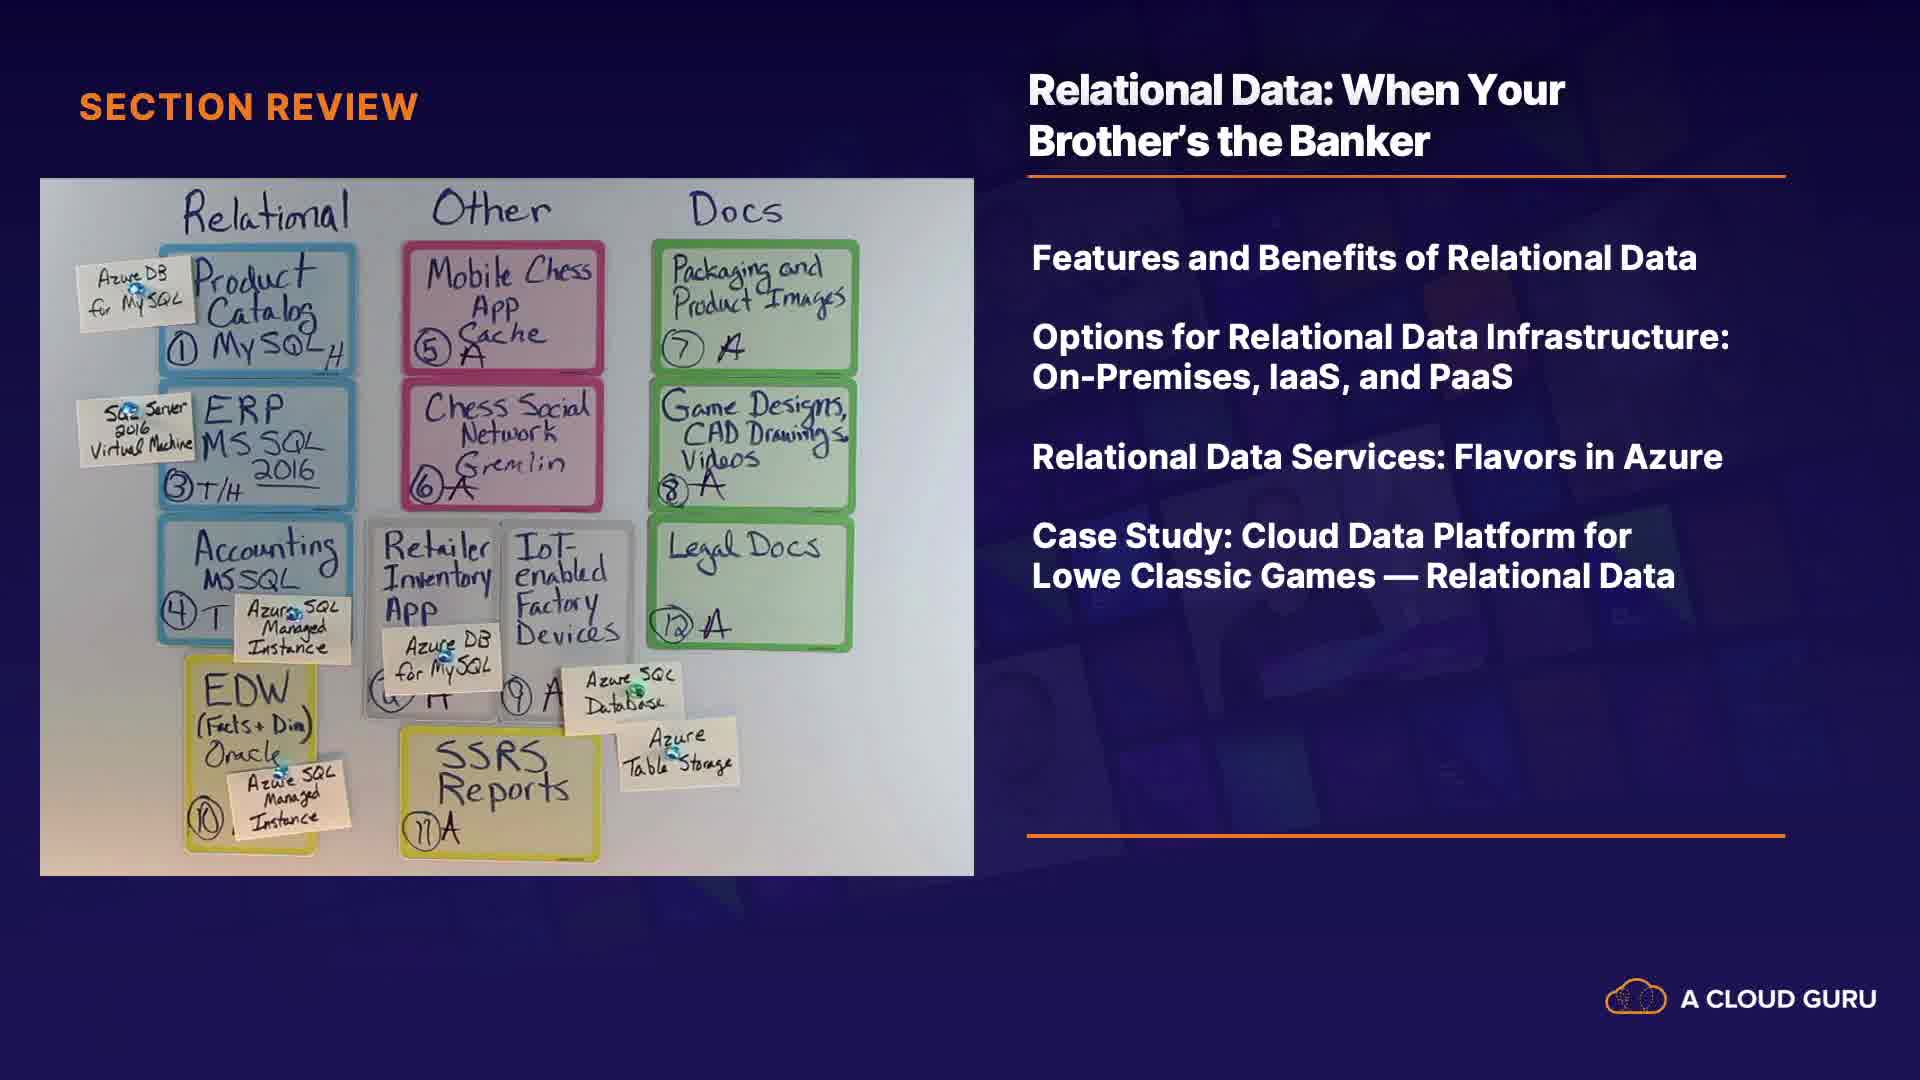 SECTION REVIEW
Relational
Other
Docs
Azure DB
for MySQL
Product
Catalog
1 MySQL H
Mobile Chess
App
Cache
5 A
Packaging and
Product Images
7 A
SQL Server
2016
Virtual Machine
ERP
MS SQL
2016
3 T/H
Chess Social
Network
Gremlin
6 A
Game Designs,
CAD Drawings,
Videos
8 A
Accounting
MS SQL
4 T
Azure SQL
Managed
Instance
Retailer
Inventory
App
Azure DB
for MySQL
IoT-
enabled
Factory
Devices
9 A
Azure SQL
Database
Azure
Table Storage
Legal Docs
12 A
EDW
(Facts + Dim)
Oracle
10
Azure SQL
Managed
Instance
SSRS
Reports
11 A
Relational Data: When Your
Brother's the Banker
Features and Benefits of Relational Data
Options for Relational Data Infrastructure:
On-Premises, IaaS, and PaaS
Relational Data Services: Flavors in Azure
Case Study: Cloud Data Platform for
Lowe Classic Games — Relational Data
A CLOUD GURU